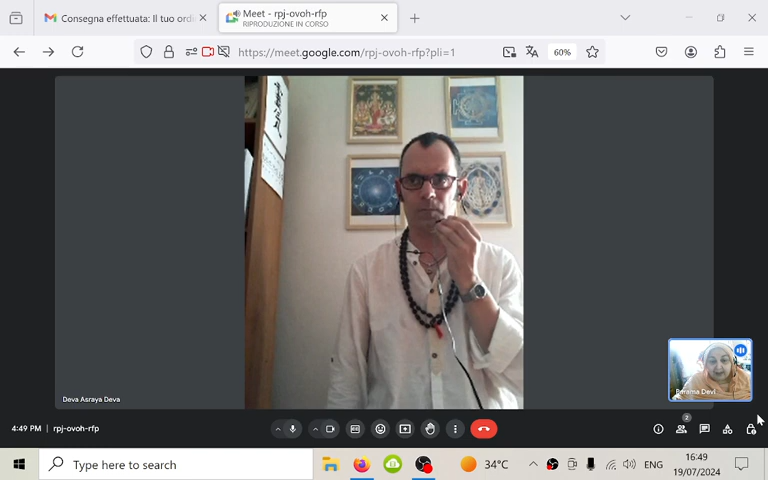 Consegna effettuata: Il tuo ordi
Meet - rpj-ovoh-rfp
RIPRODUZIONE IN CORSO
https://meet.google.com/rpj-ovoh-rfp?pli=1
60%
Deva Asraya Deva
Parama Devi
4:49 PM | rpj-ovoh-rfp
2
Type here to search
34°C
ENG
16:49
19/07/2024